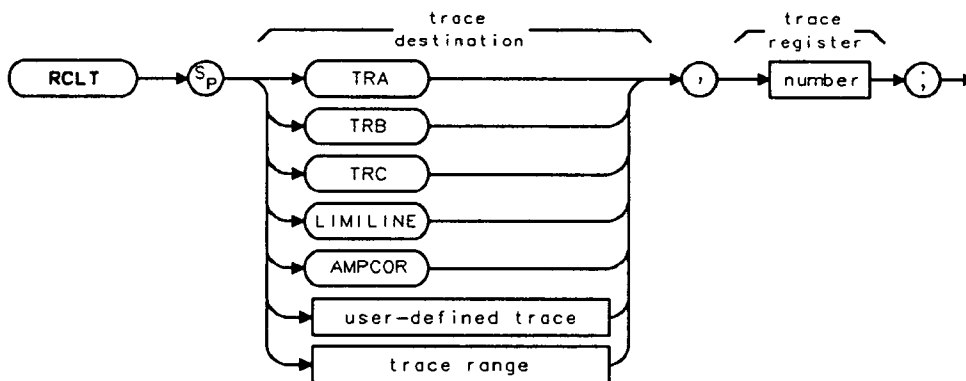 trace
destination
trace
register
RCLT
SP
TRA
,
number
;
TRB
TRC
LIMILINE
AMPCOR
user-defined trace
trace range